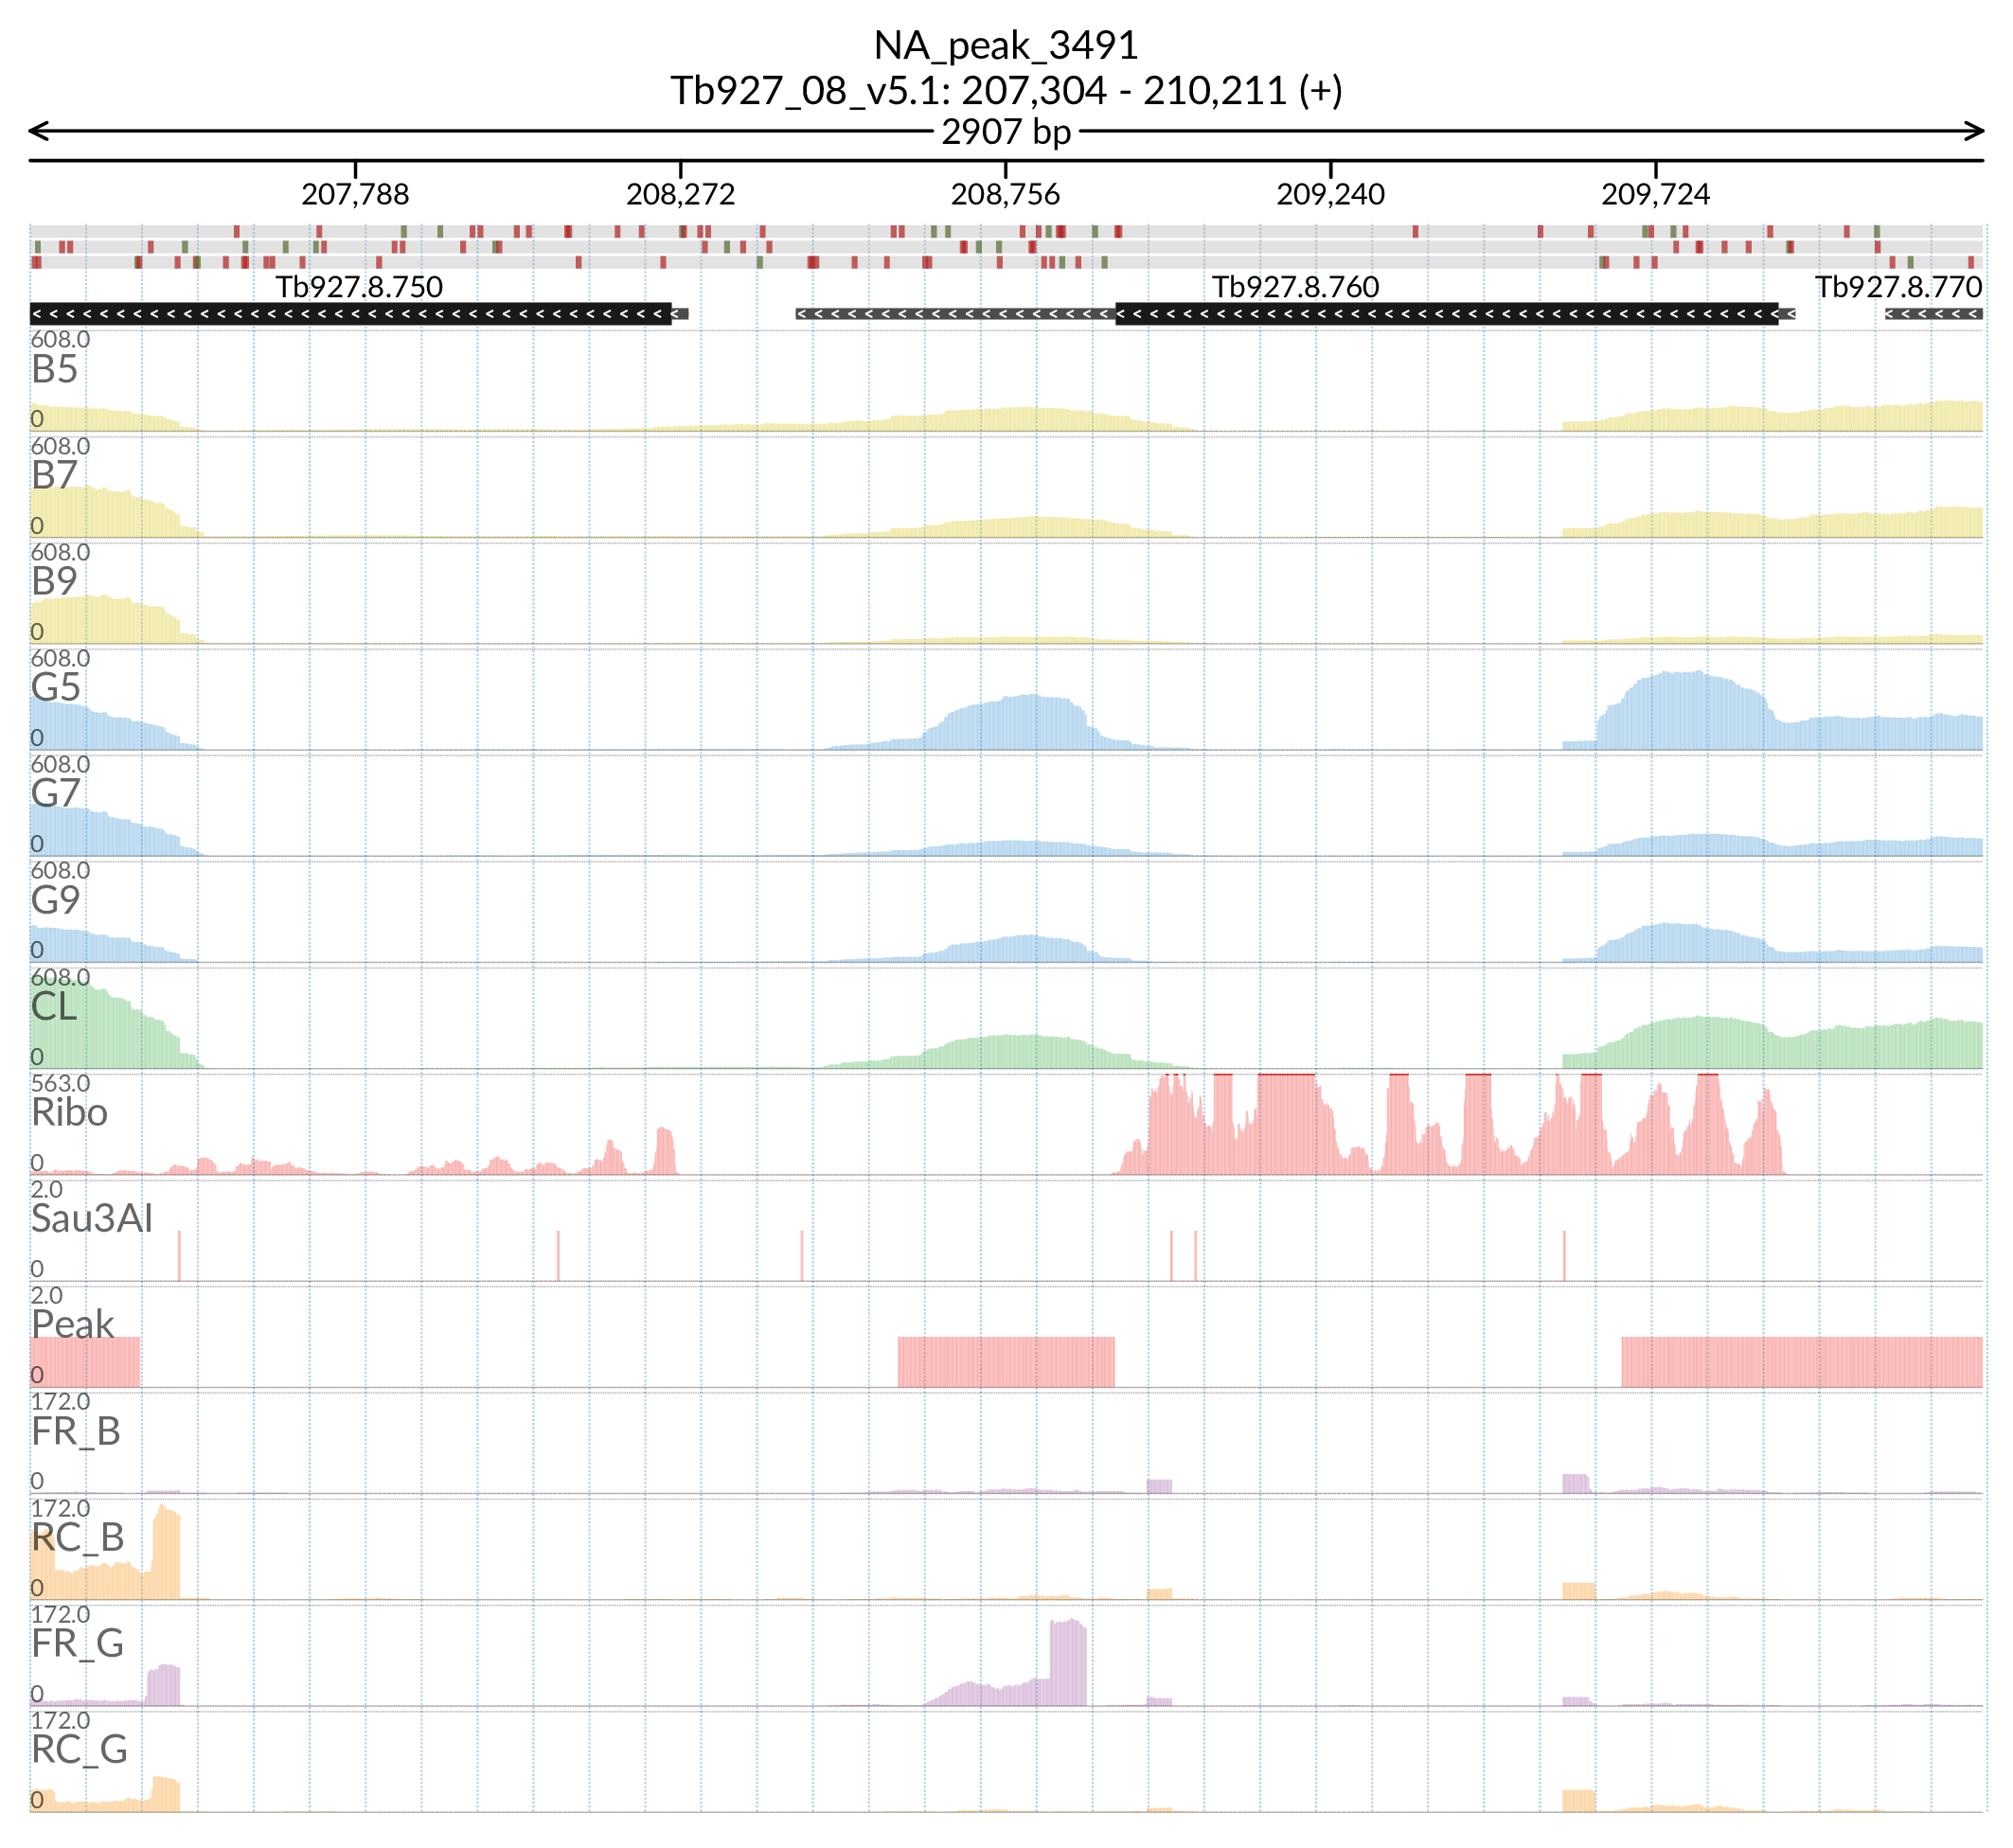 NA_peak_3491
Tb927_08_v5.1: 207,304 - 210,211 (+)
2907 bp
207,788 208,272 208,756 209,240 209,724
Tb927.8.750 Tb927.8.760 Tb927.8.770
608.0
B5
0
608.0
B7
0
608.0
B9
0
608.0
G5
0
608.0
G7
0
608.0
G9
0
608.0
CL
0
563.0
Ribo
0
2.0
Sau3AI
0
2.0
Peak
0
172.0
FR_B
0
172.0
RC_B
0
172.0
FR_G
0
172.0
RC_G
0